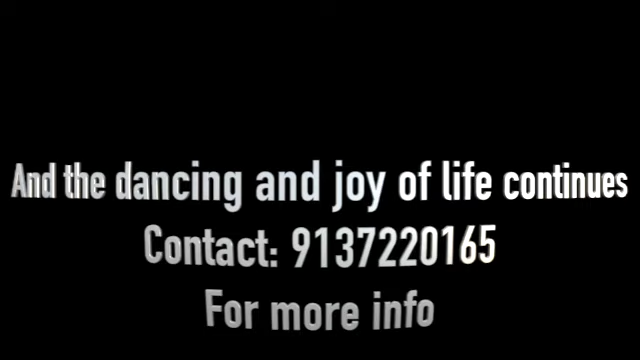 And the dancing and joy of life continues
Contact: 9137220165
For more info